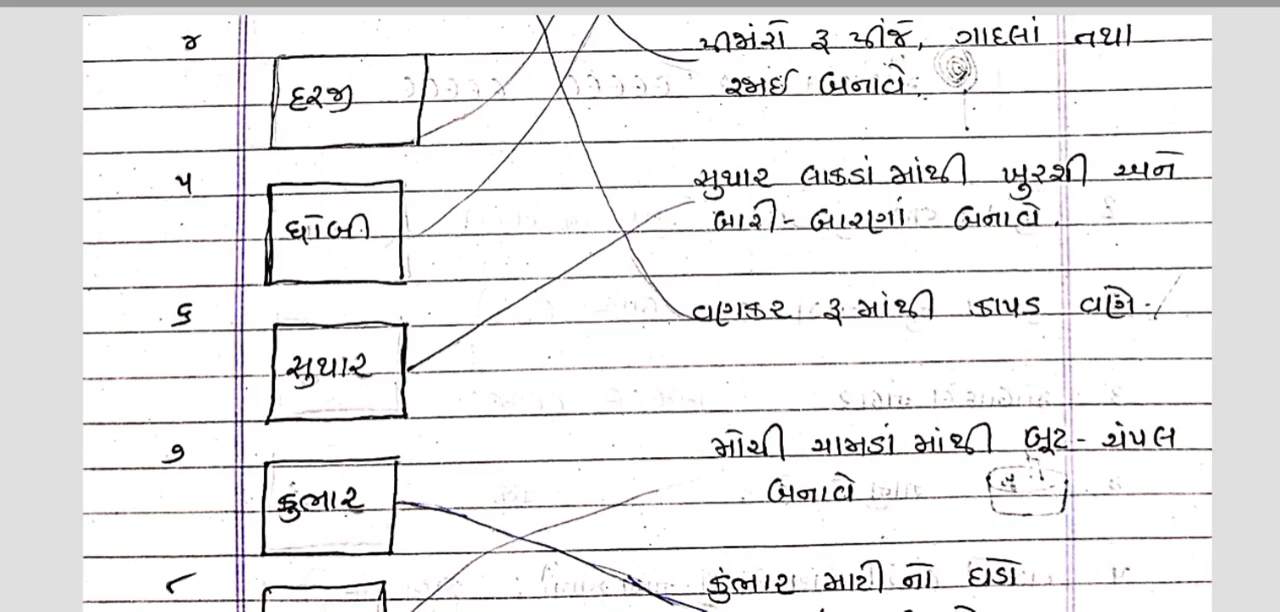 ૪
પીંજારો રૂ પીંજે, ગાદલાં તથા
દરજી
રજાઈ બનાવે.
૫
સુથાર લાકડાં માંથી ખુરશી અને
ધોબી
બારી- બારણાં બનાવે.
૬
વણકર રૂ માંથી કાપડ વણે.
સુથાર
૭
મોચી ચામડાં માંથી બૂટ- ચંપલ
કુંભાર
બનાવે
૮
કુંભાર માટી નો ઘડો